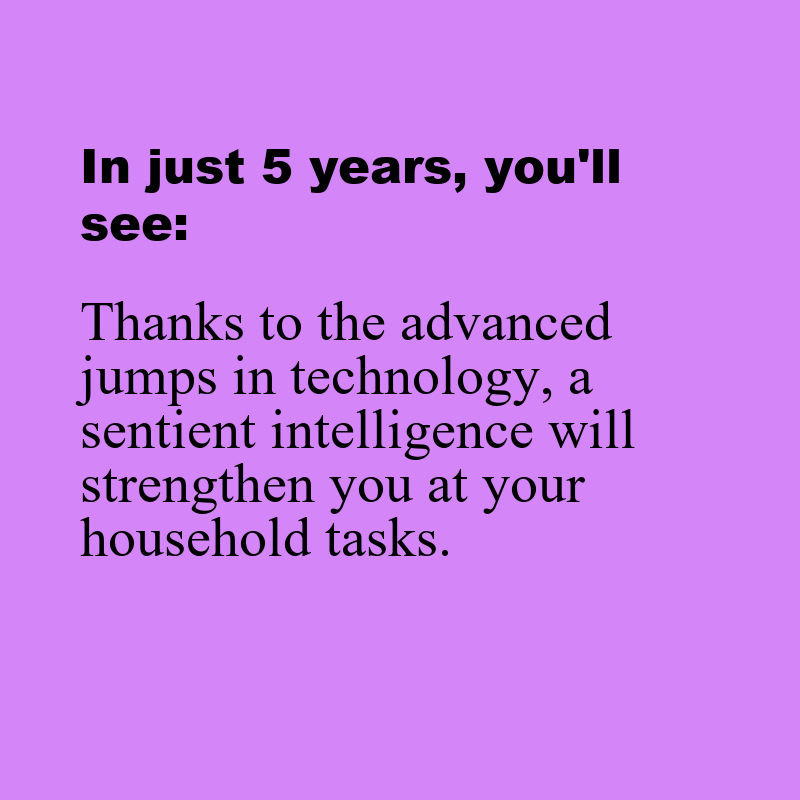 In just 5 years, you'll
see:
Thanks to the advanced
jumps in technology, a
sentient intelligence will
strengthen you at your
household tasks.